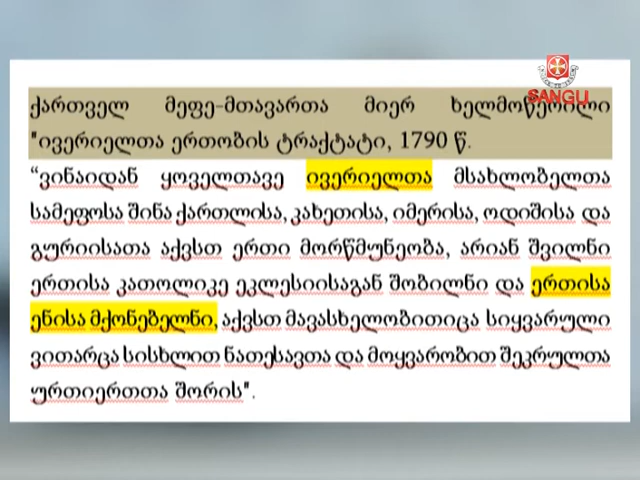 SANGU
ქართველ მეფე-მთავართა მიერ ხელმოწერილი
"ივერიელთა ერთობის ტრაქტატი, 1790 წ.
“ვინაიდან ყოველთავე ივერიელთა მსახლობელთა
სამეფოსა შინა ქართლისა, კახეთისა, იმერისა, ოდიშისა და
გურიისათა აქვსთ ერთი მორწმუნეობა, არიან შვილნი
ერთისა კათოლიკე ეკლესიისაგან შობილნი და ერთისა
ენისა მქონებელნი, აქვსთ მავასხელობითიცა სიყვარული
ვითარცა სისხლით ნათესავთა და მოყვარობით შეკრულთა
ურთიერთთა შორის".